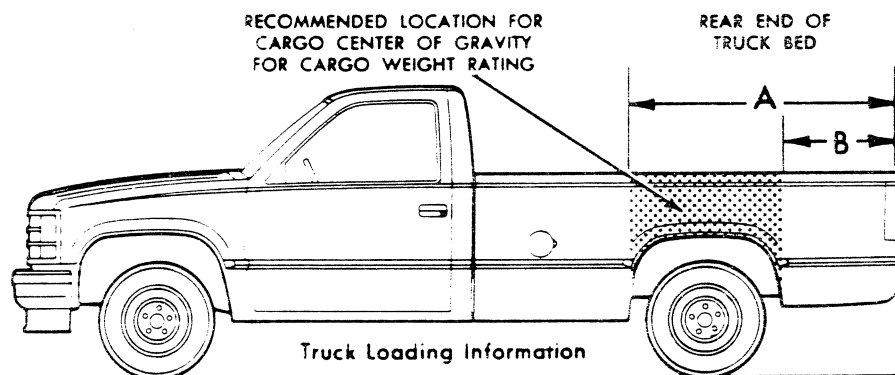 RECOMMENDED LOCATION FOR
CARGO CENTER OF GRAVITY
FOR CARGO WEIGHT RATING
REAR END OF
TRUCK BED
A
B
Truck Loading Information